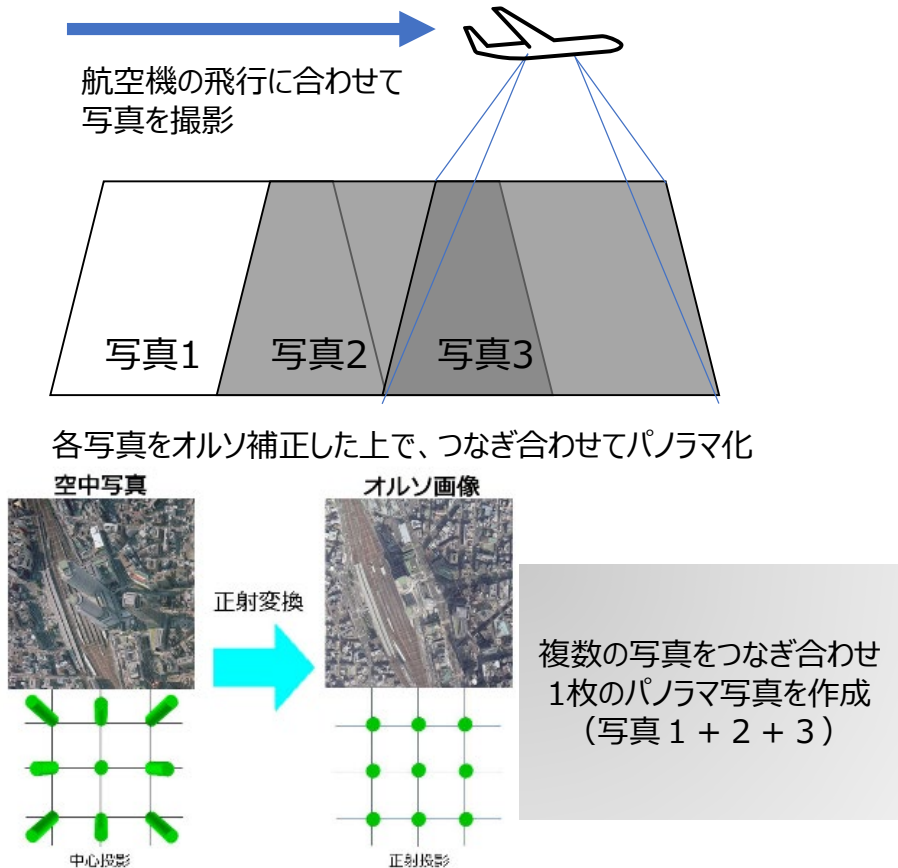 航空機の飛行に合わせて
写真を撮影
写真1
写真2
写真3
各写真をオルソ補正した上で、つなぎ合わせてパノラマ化
空中写真
オルソ画像
正射変換
中心投影
正射投影
複数の写真をつなぎ合わせ
1枚のパノラマ写真を作成
（写真１＋２＋３）